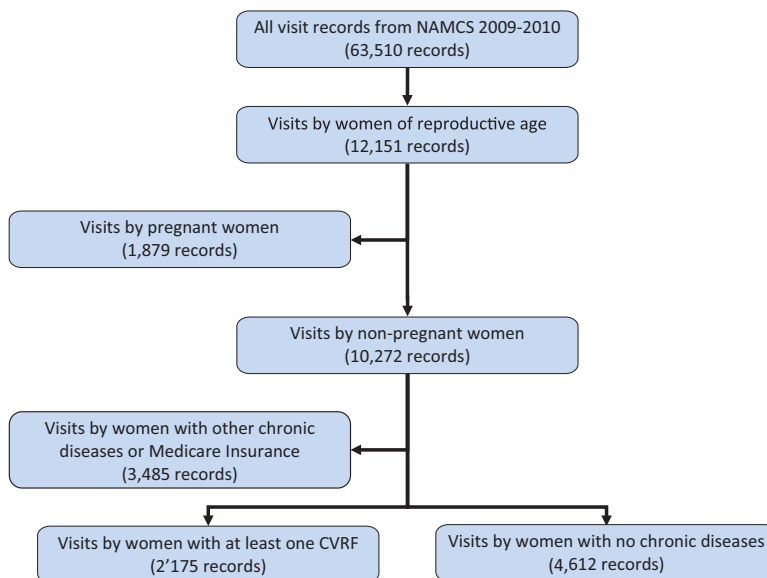 All visit records from NAMCS 2009-2010
(63,510 records)
Visits by women of reproductive age
(12,151 records)
Visits by pregnant women
(1,879 records)
Visits by non-pregnant women
(10,272 records)
Visits by women with other chronic
diseases or Medicare Insurance
(3,485 records)
Visits by women with at least one CVRF
(2'175 records)
Visits by women with no chronic diseases
(4,612 records)